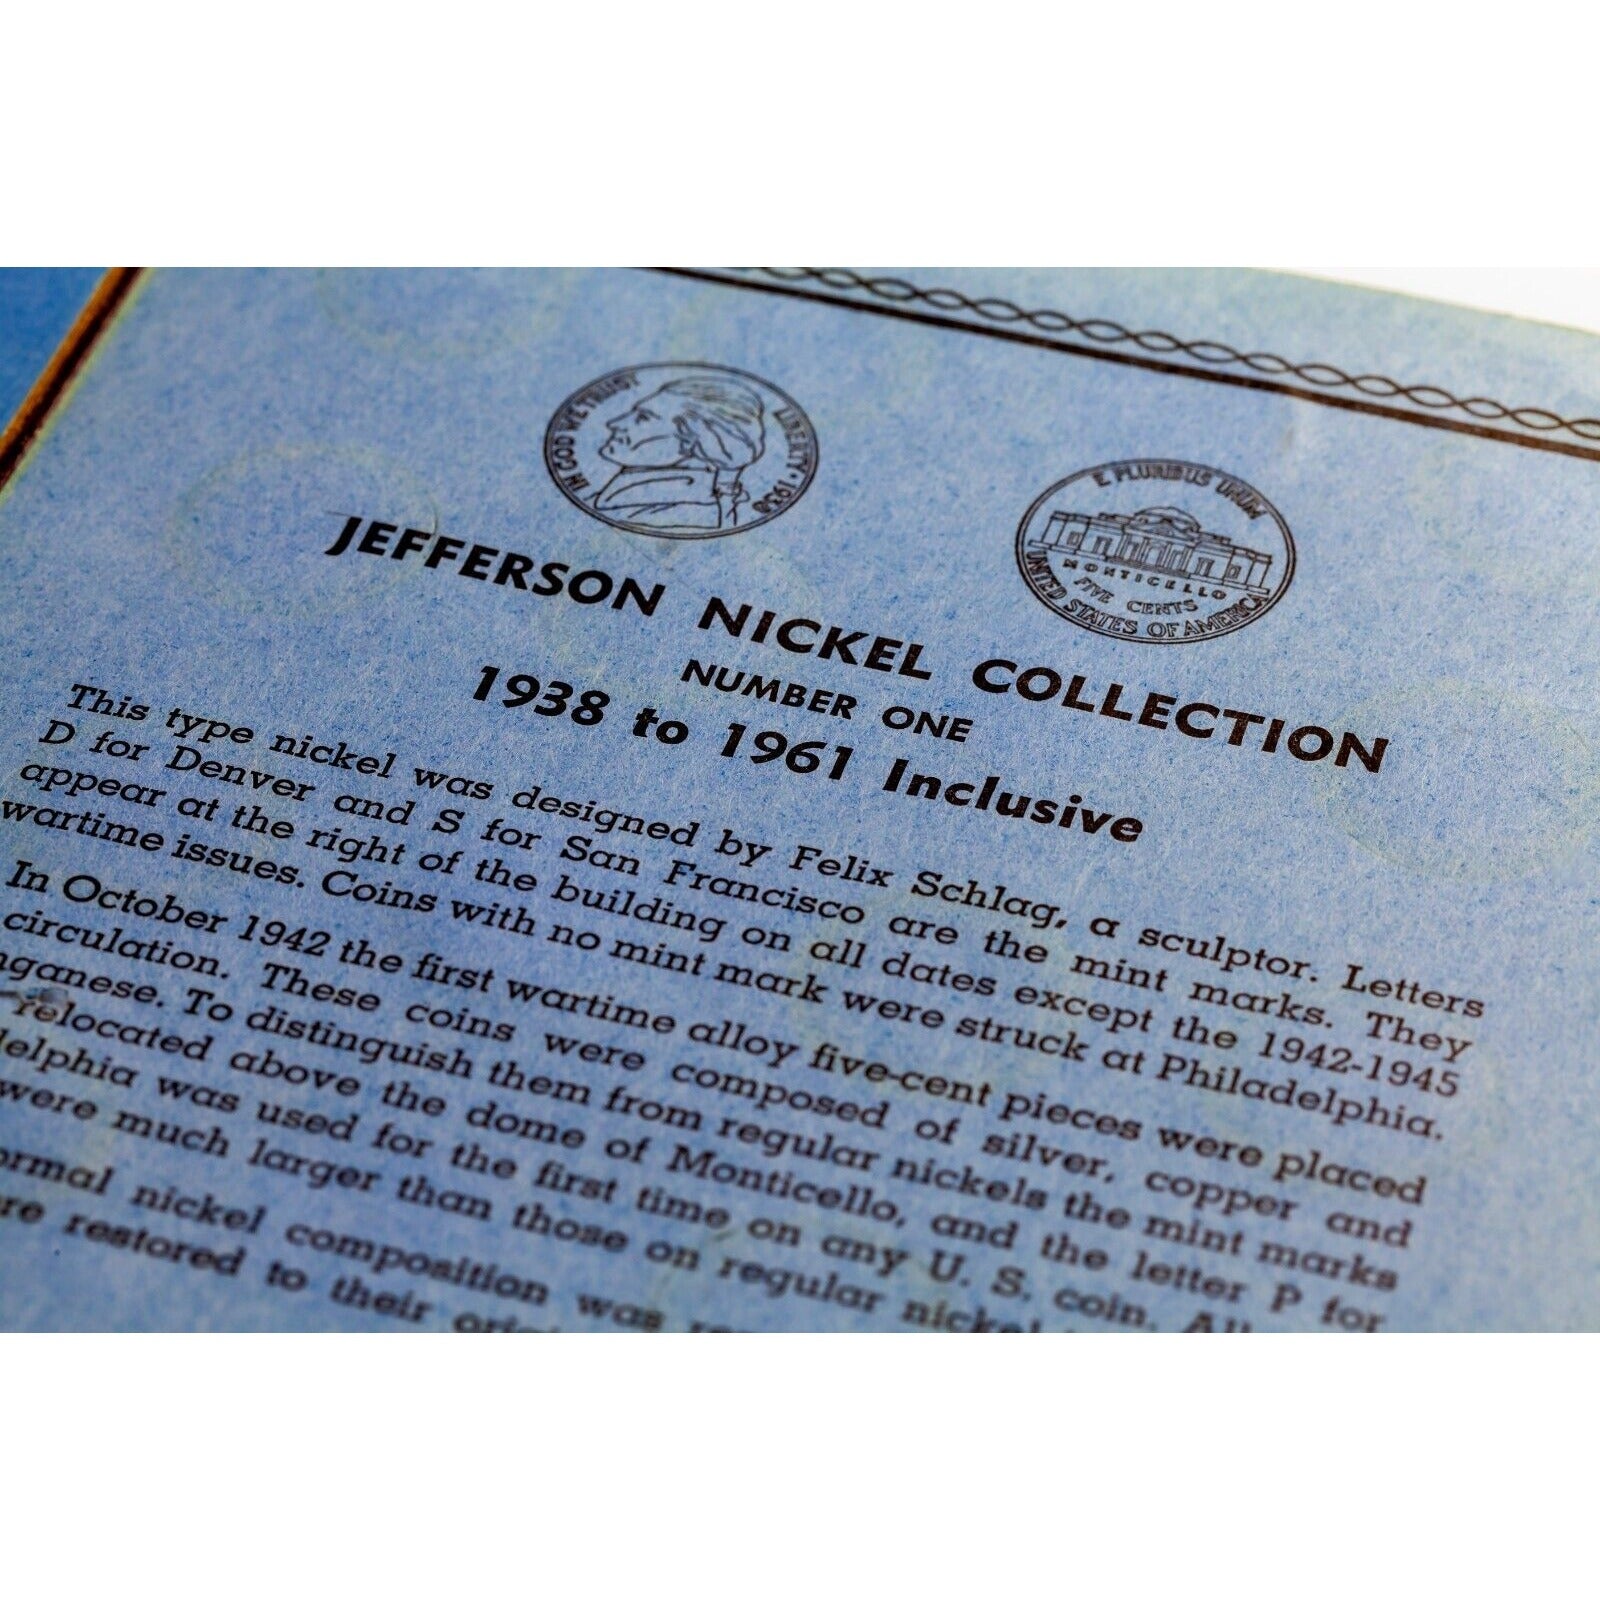 IN GOD WE TRUST LIBERTY · 1938
E PLURIBUS UNUM
MONTICELLO
FIVE CENTS
UNITED STATES OF AMERICA
JEFFERSON NICKEL COLLECTION
NUMBER ONE
1938 to 1961 Inclusive
This type nickel was designed by Felix Schlag, a sculptor. Letters
D for Denver and S for San Francisco are the mint marks. They
appear at the right of the building on all dates except the 1942-1945
wartime issues. Coins with no mint mark were struck at Philadelphia.
In October 1942 the first wartime alloy five-cent pieces were placed
circulation. These coins were composed of silver, copper and
nganese. To distinguish them from regular nickels the mint marks
relocated above the dome of Monticello, and the letter P for
delphia was used for the first time on any U. S. coin. All
were much larger than those on regular nickel
ormal nickel composition was
re restored to their